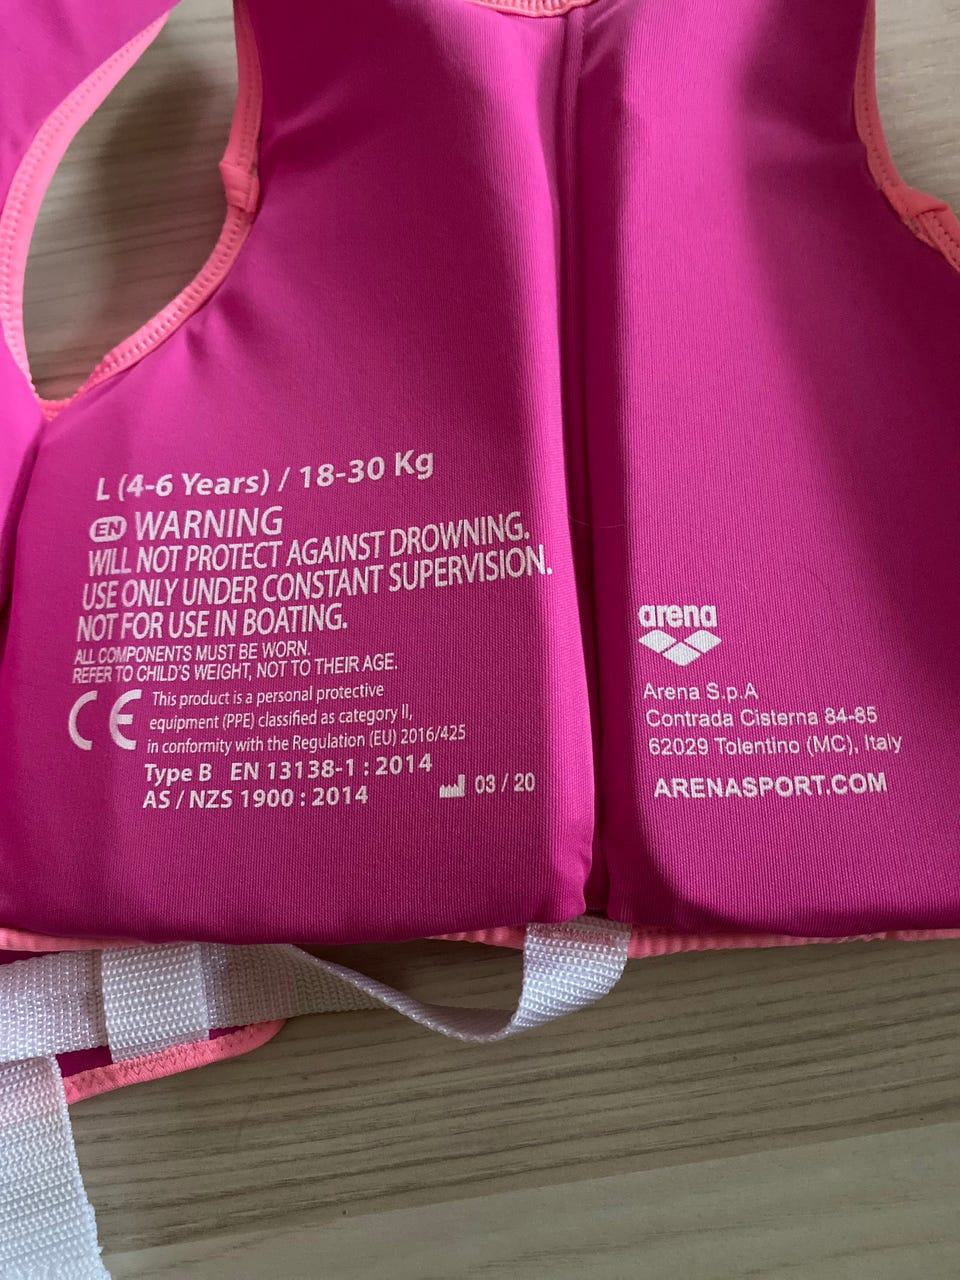 L (4-6 Years) / 18-30 Kg
EN WARNING
WILL NOT PROTECT AGAINST DROWNING.
USE ONLY UNDER CONSTANT SUPERVISION.
NOT FOR USE IN BOATING.
ALL COMPONENTS MUST BE WORN.
REFER TO CHILD'S WEIGHT, NOT TO THEIR AGE.
CE This product is a personal protective
equipment (PPE) classified as category II,
in conformity with the Regulation (EU) 2016/425
Type B EN 13138-1 : 2014
AS / NZS 1900 : 2014
03 / 20
arena
Arena S.p.A
Contrada Cisterna 84-85
62029 Tolentino (MC), Italy
ARENASPORT.COM